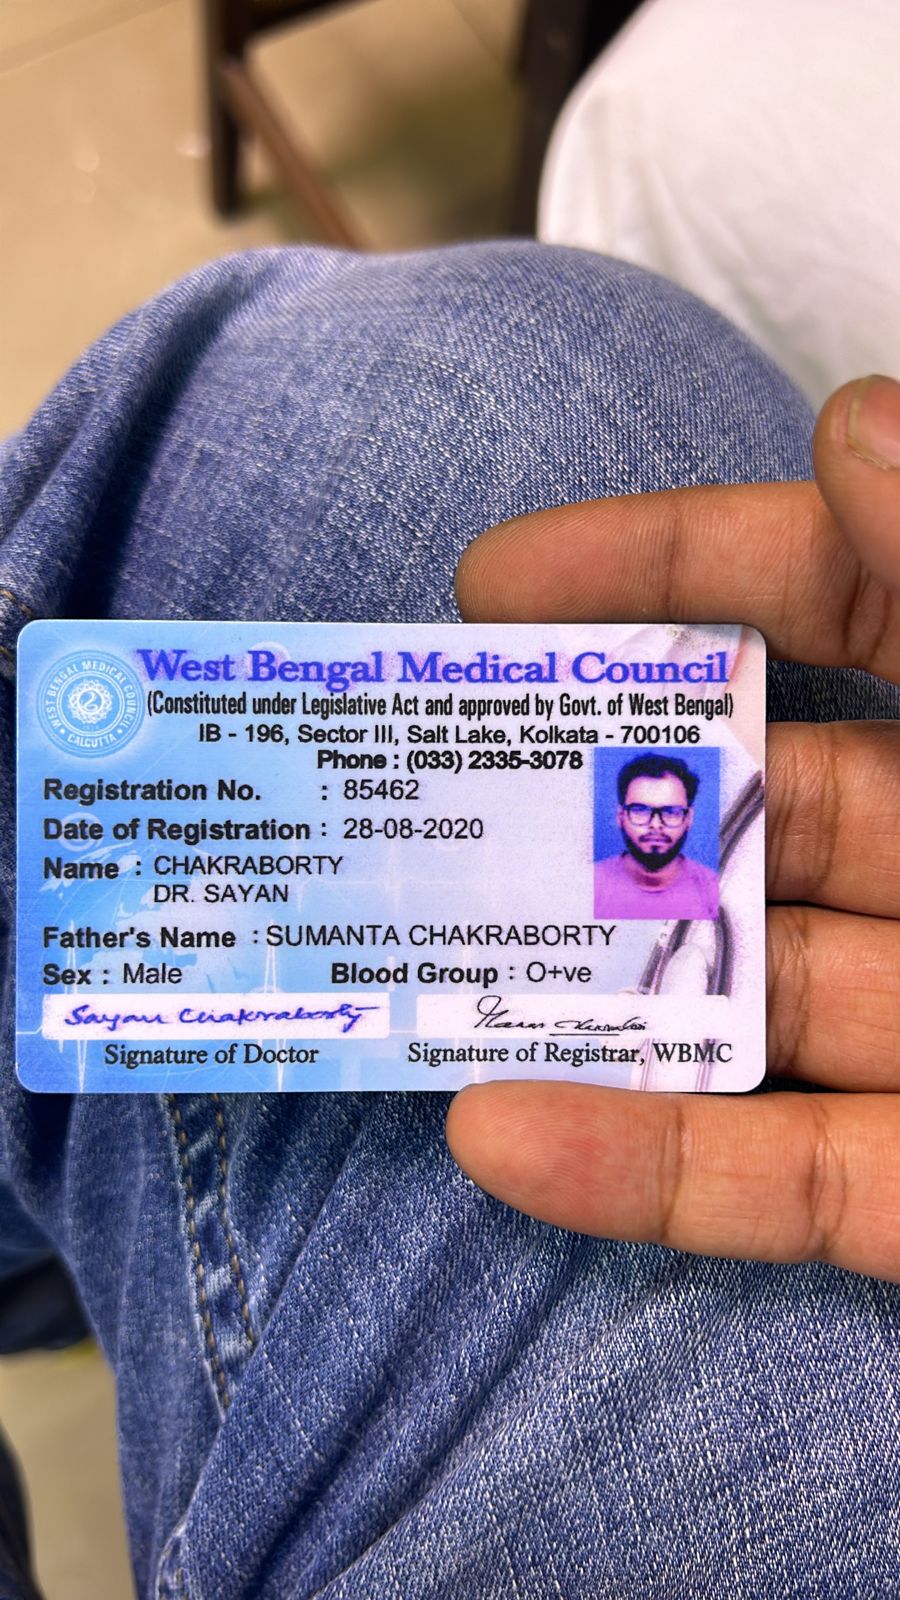 West Bengal Medical Council
(Constituted under Legislative Act and approved by Govt. of West Bengal)
IB - 196, Sector III, Salt Lake, Kolkata - 700106
Phone : (033) 2335-3078
WEST BENGAL MEDICAL COUNCIL
CALCUTTA
Registration No. : 85462
Date of Registration : 28-08-2020
Name : CHAKRABORTY
DR. SAYAN
Father's Name : SUMANTA CHAKRABORTY
Sex : Male Blood Group : O+ve
Sayan Chakraborty
Signature of Doctor Signature of Registrar, WBMC